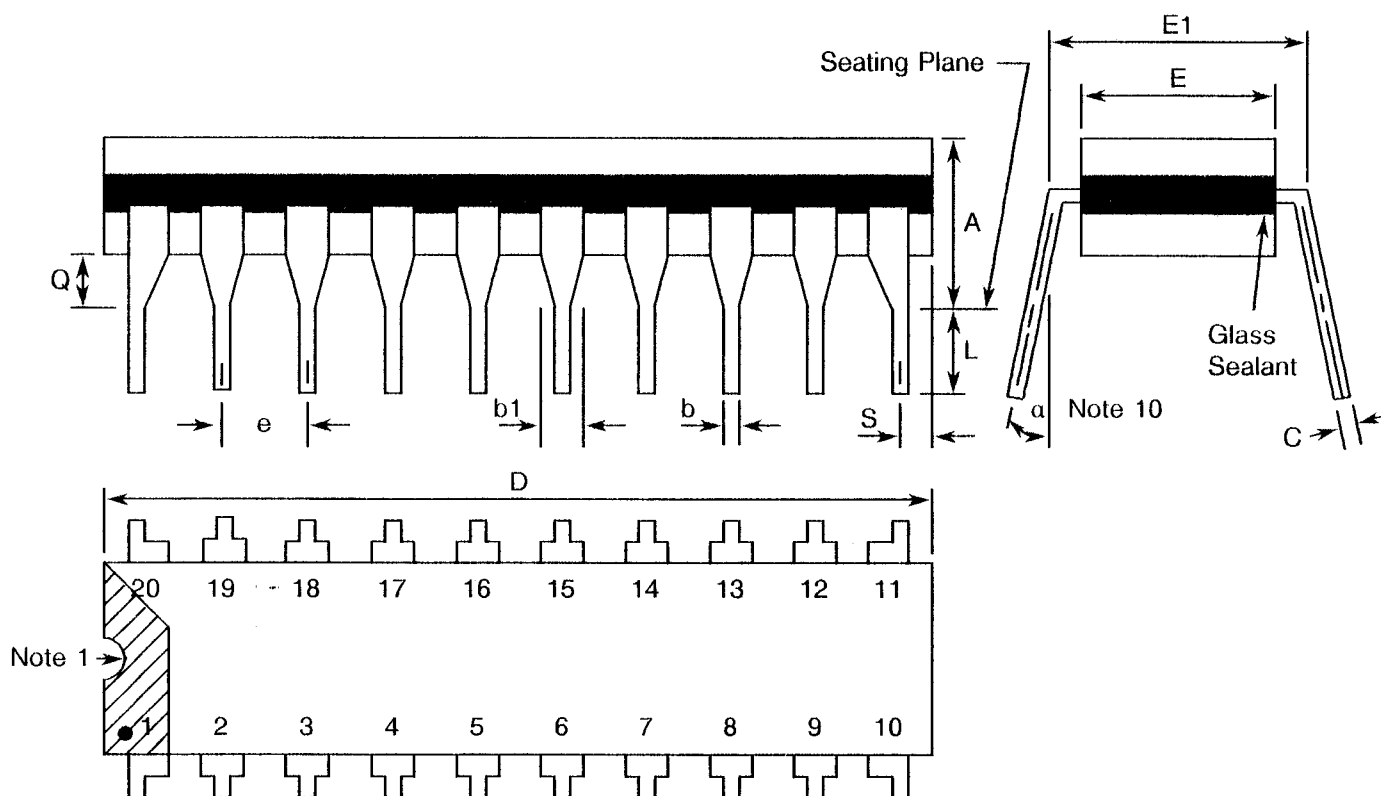 E1
Seating Plane
E
A
Q
L
Glass
Sealant
e
b1
b
S
α Note 10
C
D
20 19 18 17 16 15 14 13 12 11
Note 1
1 2 3 4 5 6 7 8 9 10